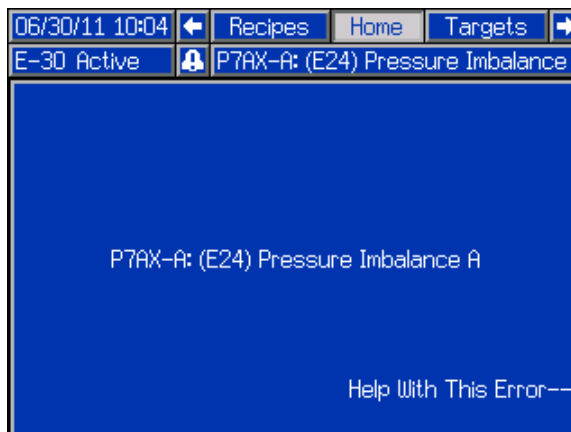 06/30/11 10:04 Recipes Home Targets
E-30 Active P7AX-A: (E24) Pressure Imbalance
P7AX-A: (E24) Pressure Imbalance A
Help With This Error--